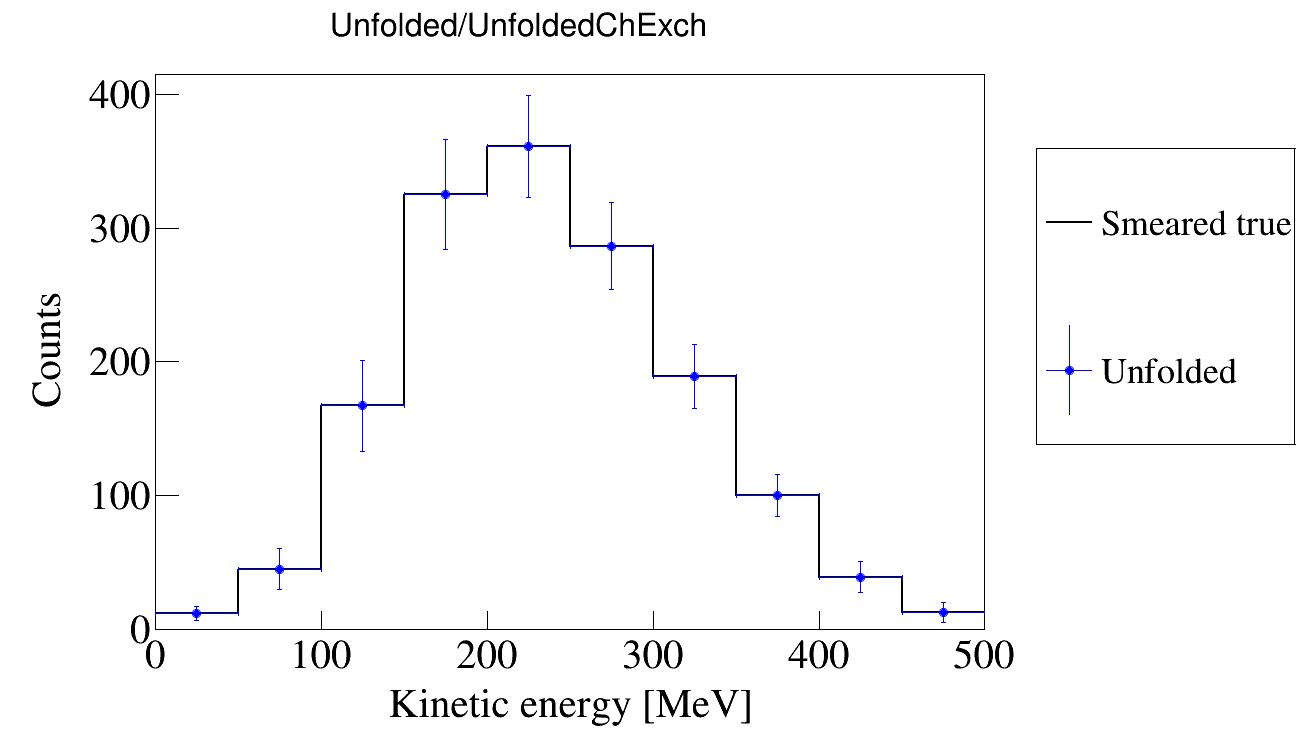 Unfolded/UnfoldedChExch
400
300
200
100
0
Counts
0 100 200 300 400 500
Kinetic energy [MeV]
Smeared true
Unfolded